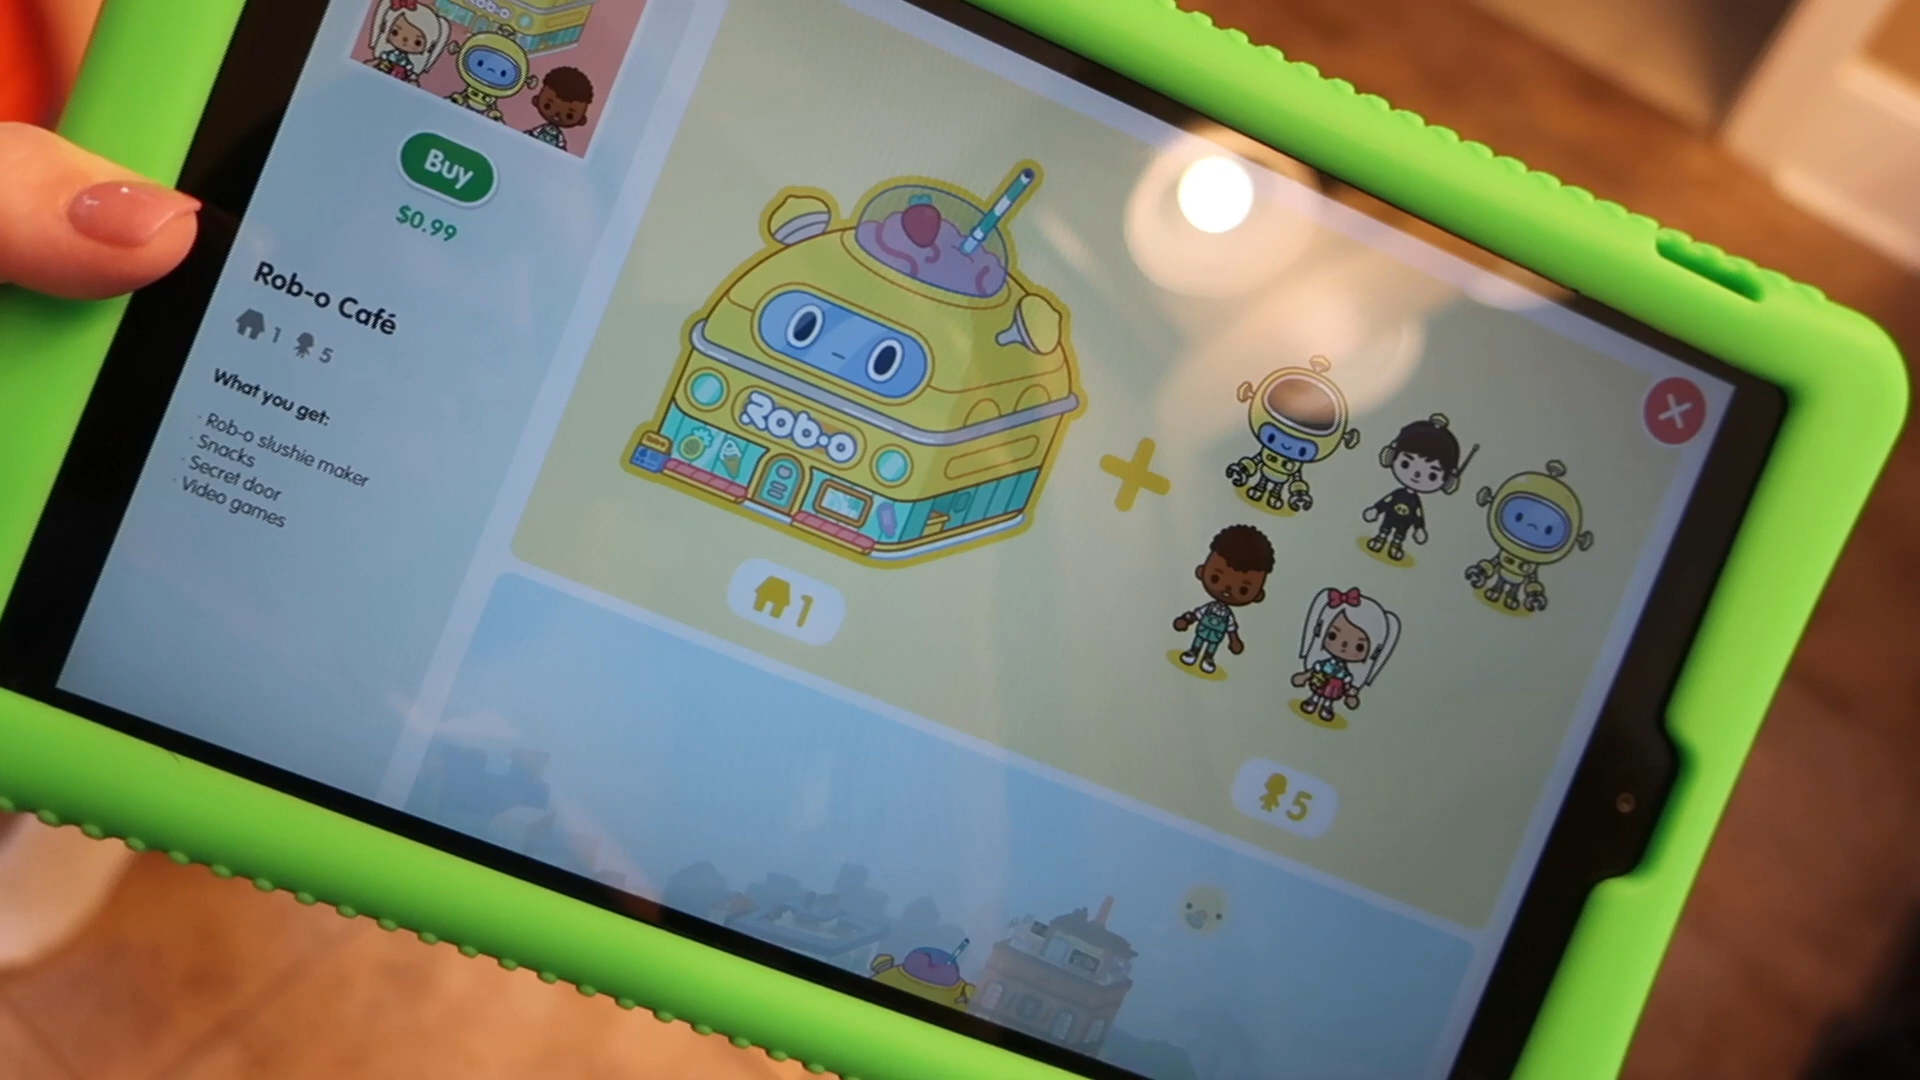 Buy
$0.99
Rob-o Café
1 5
What you get:
· Rob-o slushie maker
· Snacks
· Secret door
· Video games
Rob-o
1
5